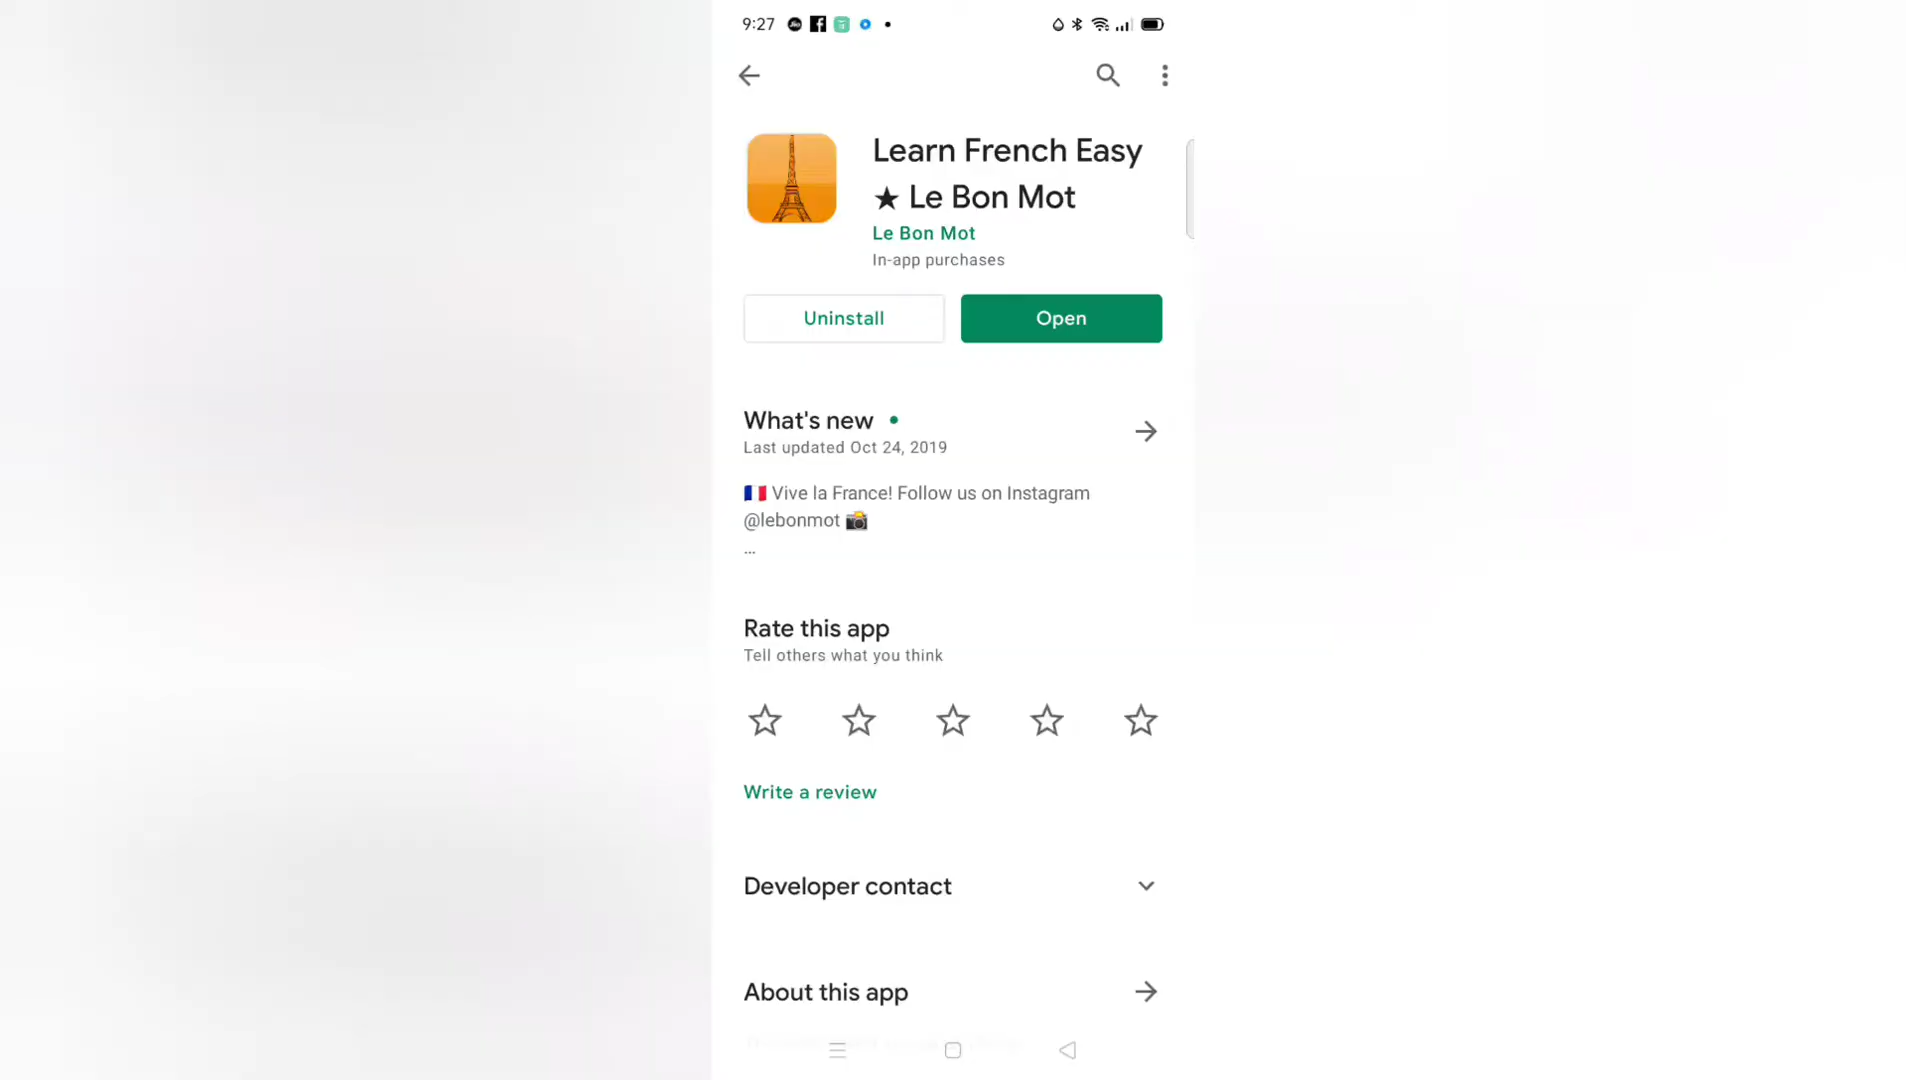 9:27
Learn French Easy
★ Le Bon Mot
Le Bon Mot
In-app purchases
Uninstall
Open
What's new
Last updated Oct 24, 2019
🇫🇷 Vive la France! Follow us on Instagram
@lebonmot 📸
...
Rate this app
Tell others what you think
Write a review
Developer contact
About this app